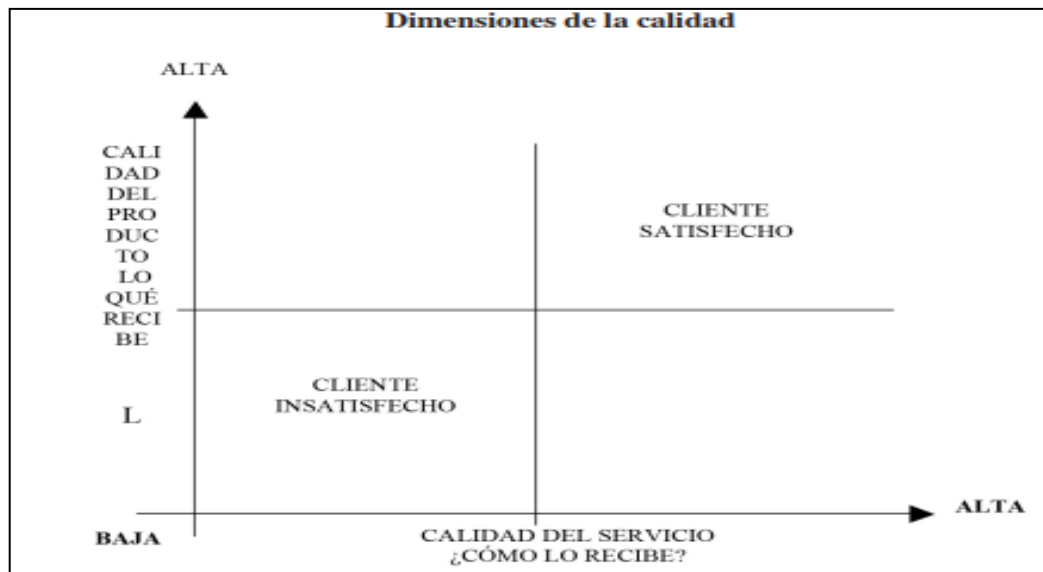 Dimensiones de la calidad
ALTA
CALI
DAD
DEL
PRO
DUC
TO
LO
QUÉ
RECI
BE
L
CLIENTE
SATISFECHO
CLIENTE
INSATISFECHO
BAJA
CALIDAD DEL SERVICIO
¿CÓMO LO RECIBE?
ALTA